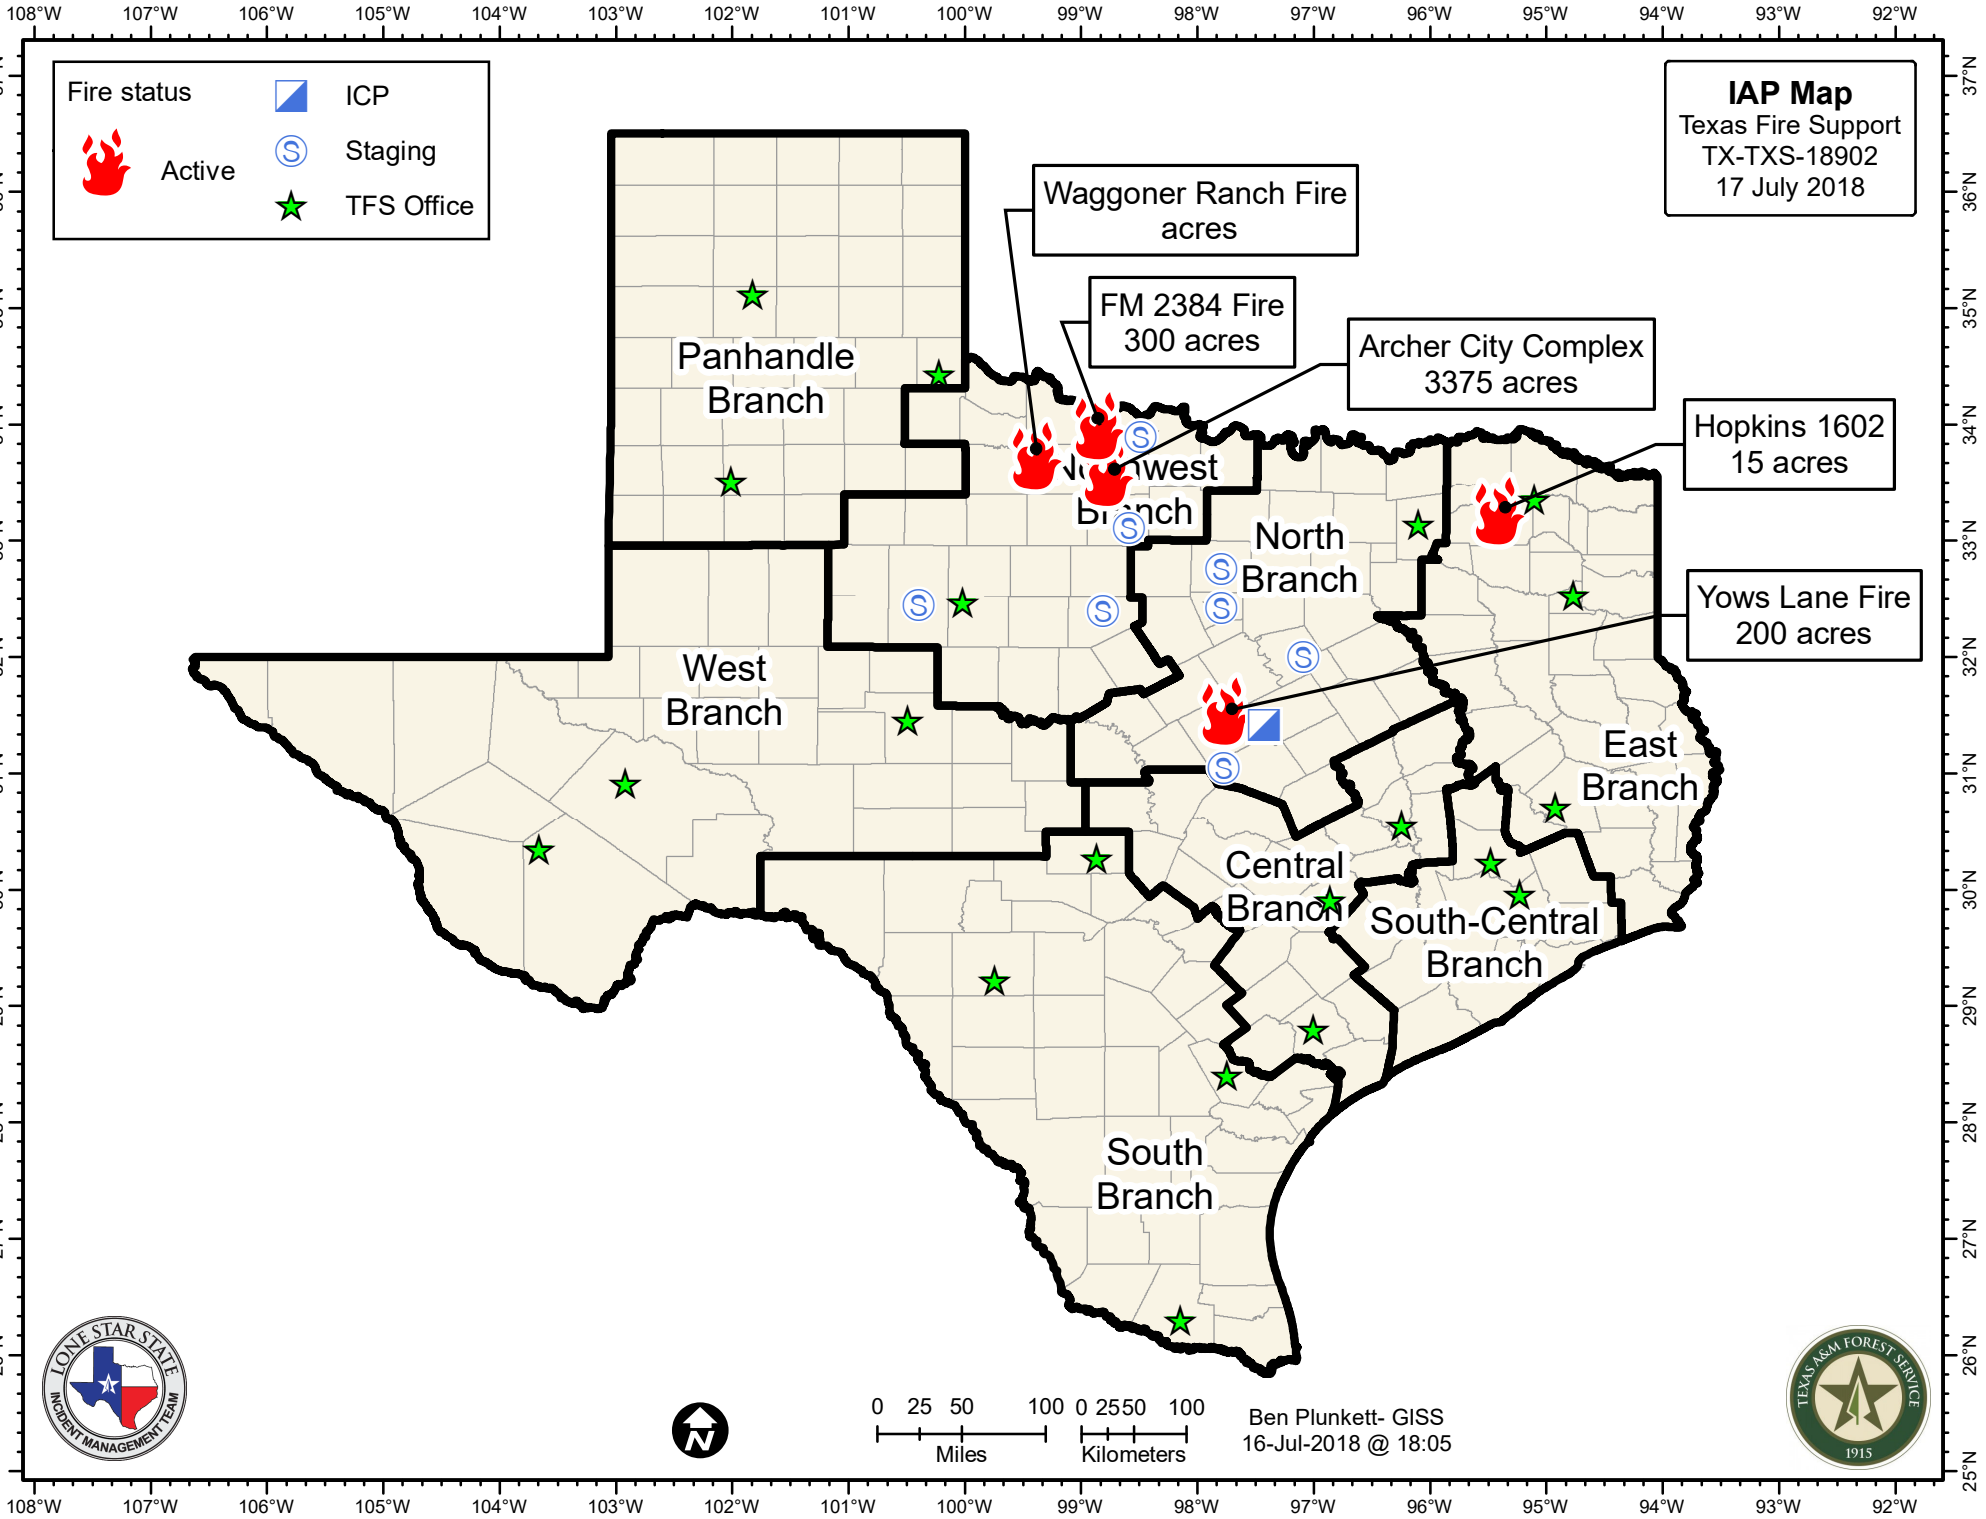 108°W 107°W 106°W 105°W 104°W 103°W 102°W 101°W 100°W 99°W 98°W 97°W 96°W 95°W 94°W 93°W 92°W
Fire status
Active
ICP
Staging
TFS Office
IAP Map
Texas Fire Support
TX-TXS-18902
17 July 2018
Waggoner Ranch Fire
acres
FM 2384 Fire
300 acres
Archer City Complex
3375 acres
Hopkins 1602
15 acres
Yows Lane Fire
200 acres
Panhandle
Branch
Branch
North
Branch
West
Branch
East
Branch
Central
Branch
South-Central
Branch
South
Branch
S
S
S
S
S
S
S
S
37°N
36°N
35°N
34°N
33°N
32°N
31°N
30°N
29°N
28°N
27°N
26°N
25°N
LONE STAR STATE
INCIDENT MANAGEMENT TEAM
N
0 25 50 100
Miles
0 25 50 100
Kilometers
Ben Plunkett- GISS
16-Jul-2018 @ 18:05
TEXAS A&M FOREST SERVICE
1915
108°W 107°W 106°W 105°W 104°W 103°W 102°W 101°W 100°W 99°W 98°W 97°W 96°W 95°W 94°W 93°W 92°W